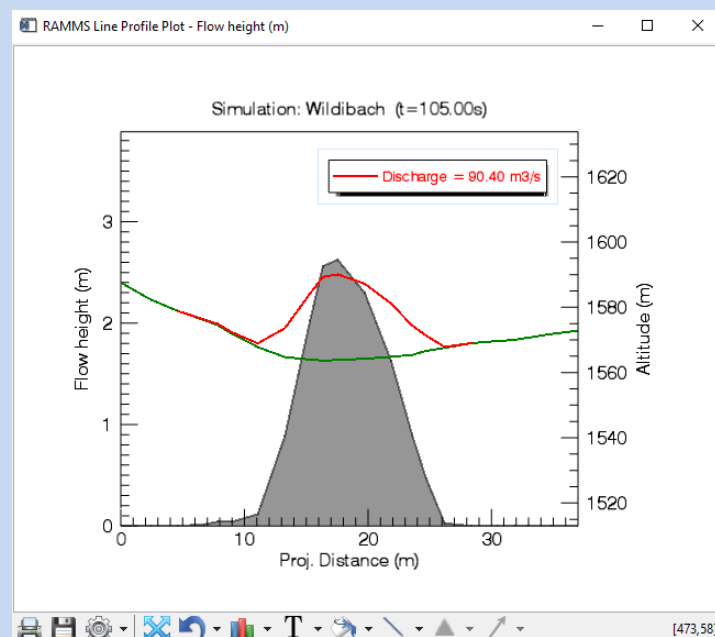 RAMMS Line Profile Plot - Flow height (m)
Simulation: Wildibach (t=105.00s)
Discharge = 90.40 m3/s
Flow height (m)
3
2
1
0
1620
1600
1580
1560
1540
1520
Altitude (m)
0
10
20
30
Proj. Distance (m)
T
[473,58]